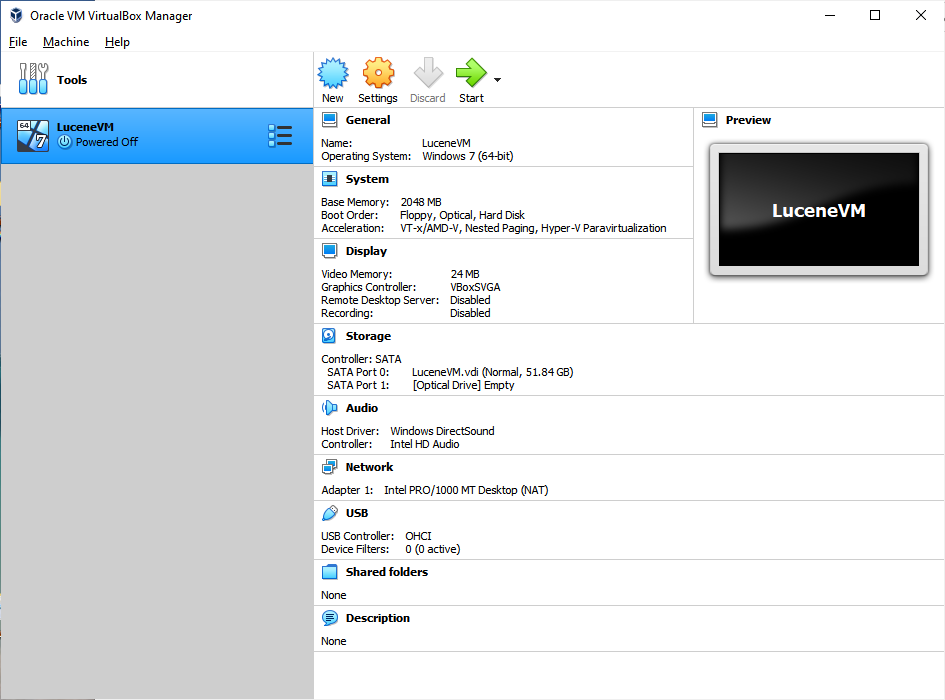 Oracle VM VirtualBox Manager
File Machine Help
Tools
New Settings Discard Start
64
7
LuceneVM
Powered Off
General
Name: LuceneVM
Operating System: Windows 7 (64-bit)
System
Base Memory: 2048 MB
Boot Order: Floppy, Optical, Hard Disk
Acceleration: VT-x/AMD-V, Nested Paging, Hyper-V Paravirtualization
Display
Video Memory: 24 MB
Graphics Controller: VBoxSVGA
Remote Desktop Server: Disabled
Recording: Disabled
Preview
LuceneVM
Storage
Controller: SATA
SATA Port 0: LuceneVM.vdi (Normal, 51.84 GB)
SATA Port 1: [Optical Drive] Empty
Audio
Host Driver: Windows DirectSound
Controller: Intel HD Audio
Network
Adapter 1: Intel PRO/1000 MT Desktop (NAT)
USB
USB Controller: OHCI
Device Filters: 0 (0 active)
Shared folders
None
Description
None